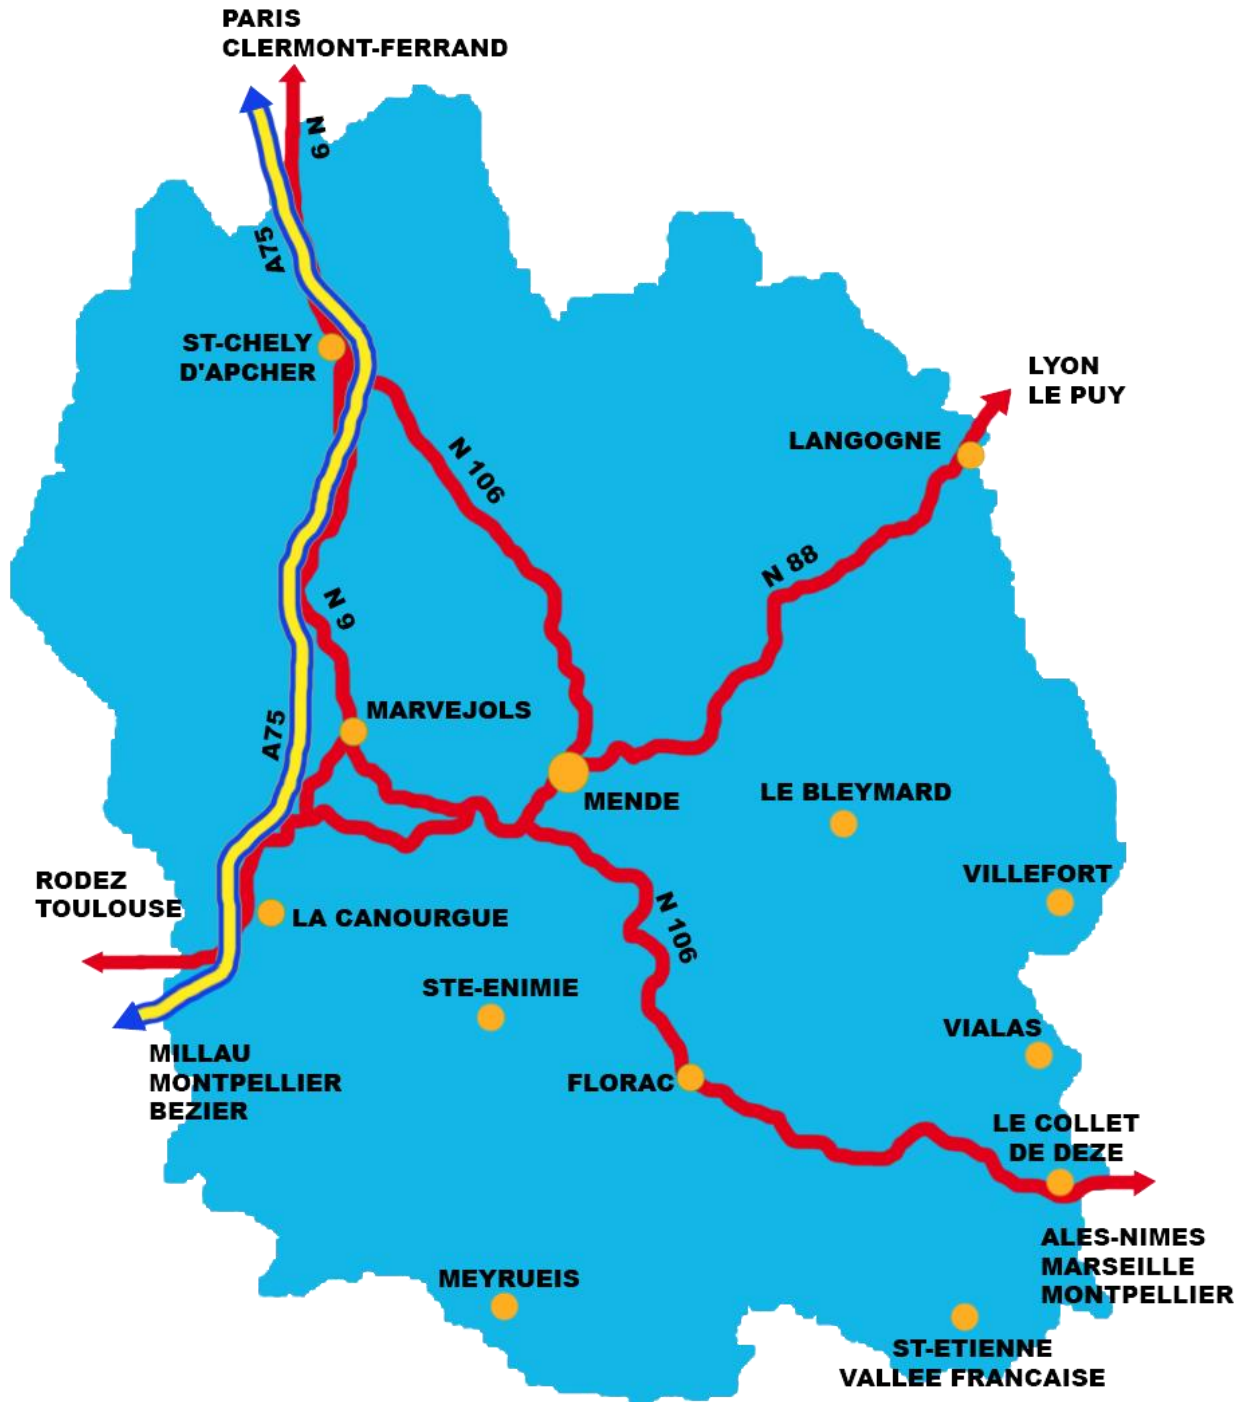 PARIS
CLERMONT-FERRAND
N 9
A75
ST-CHELY
D'APCHER
LYON
LE PUY
LANGOGNE
N 106
N 88
N 9
MARVEJOLS
A75
MENDE
LE BLEYMARD
VILLEFORT
RODEZ
TOULOUSE
LA CANOURGUE
N 106
STE-ENIMIE
VIALAS
MILLAU
MONTPELLIER
BEZIER
FLORAC
LE COLLET
DE DEZE
ALES-NIMES
MARSEILLE
MONTPELLIER
MEYRUEIS
ST-ETIENNE
VALLEE FRANCAISE